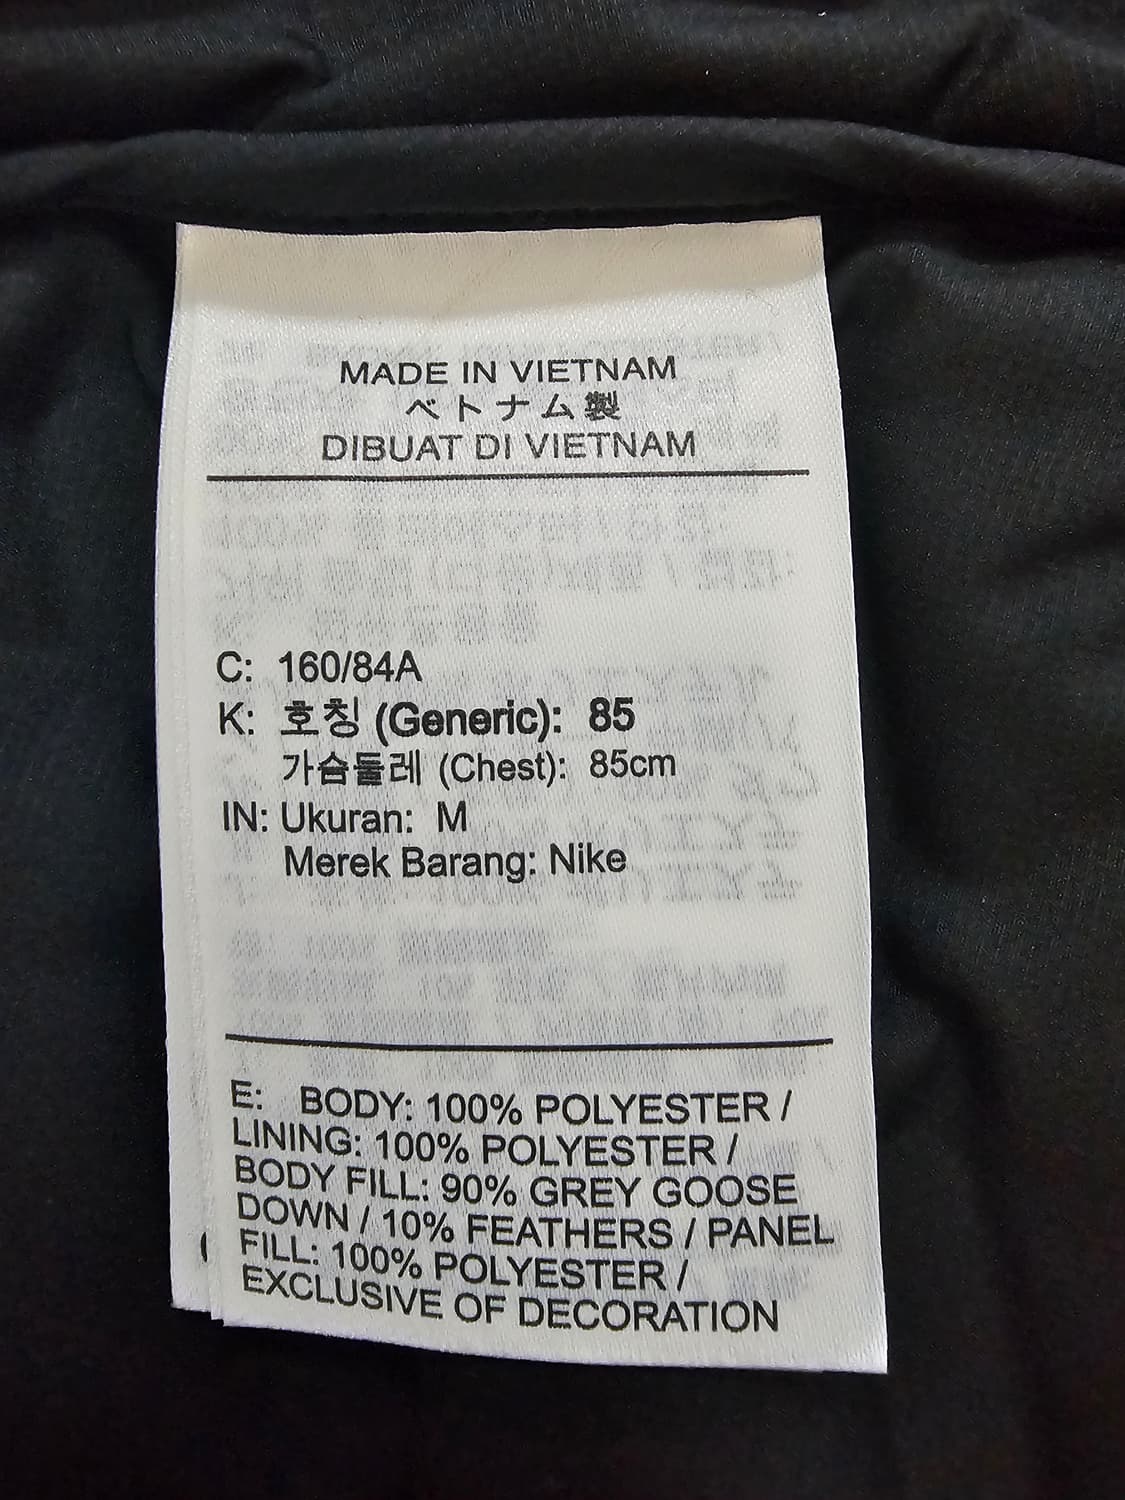 MADE IN VIETNAM
ベトナム製
DIBUAT DI VIETNAM
C: 160/84A
K: 호칭 (Generic): 85
가슴둘레 (Chest): 85cm
IN: Ukuran: M
Merek Barang: Nike
E: BODY: 100% POLYESTER /
LINING: 100% POLYESTER /
BODY FILL: 90% GREY GOOSE
DOWN / 10% FEATHERS / PANEL
FILL: 100% POLYESTER /
EXCLUSIVE OF DECORATION